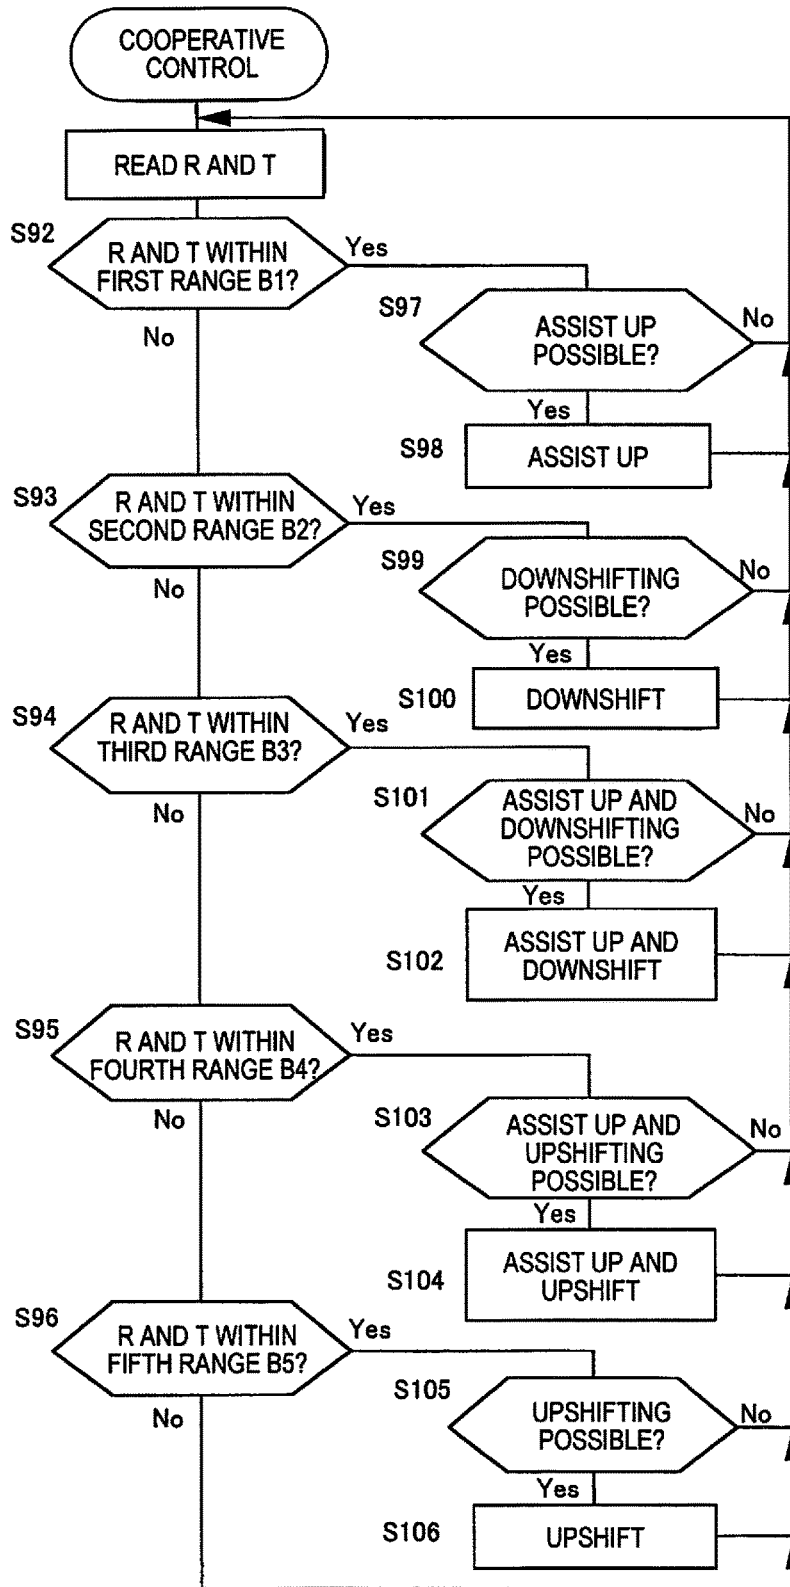 COOPERATIVE
CONTROL
READ R AND T
S92
R AND T WITHIN
FIRST RANGE B1?
Yes
No
S97
ASSIST UP
POSSIBLE?
No
Yes
S98
ASSIST UP
S93
R AND T WITHIN
SECOND RANGE B2?
Yes
No
S99
DOWNSHIFTING
POSSIBLE?
No
Yes
S100
DOWNSHIFT
S94
R AND T WITHIN
THIRD RANGE B3?
Yes
No
S101
ASSIST UP AND
DOWNSHIFTING
POSSIBLE?
No
Yes
S102
ASSIST UP AND
DOWNSHIFT
S95
R AND T WITHIN
FOURTH RANGE B4?
Yes
No
S103
ASSIST UP AND
UPSHIFTING
POSSIBLE?
No
Yes
S104
ASSIST UP AND
UPSHIFT
S96
R AND T WITHIN
FIFTH RANGE B5?
Yes
No
S105
UPSHIFTING
POSSIBLE?
No
Yes
S106
UPSHIFT